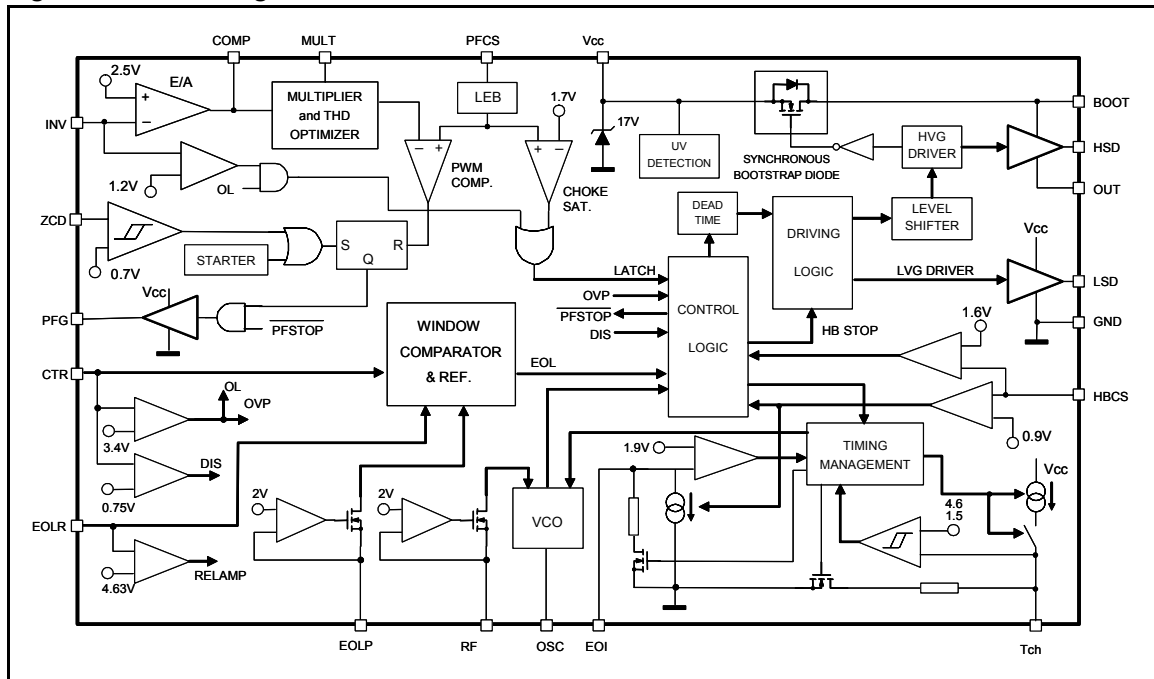 COMP
MULT
PFCS
Vcc
2.5V
E/A
INV
MULTIPLIER
and THD
OPTIMIZER
LEB
1.7V
17V
UV
DETECTION
SYNCHRONOUS
BOOTSTRAP DIODE
HVG
DRIVER
BOOT
HSD
OUT
PWM
COMP.
CHOKE
SAT.
1.2V
OL
ZCD
0.7V
STARTER
S
R
Q
DEAD
TIME
DRIVING
LOGIC
LEVEL
SHIFTER
Vcc
LVG DRIVER
LSD
GND
LATCH
OVP
PFSTOP
DIS
CONTROL
LOGIC
HB STOP
1.6V
Vcc
PFG
PFSTOP
WINDOW
COMPARATOR
& REF.
EOL
CTR
HBCS
OL
OVP
3.4V
DIS
0.75V
0.9V
1.9V
TIMING
MANAGEMENT
Vcc
4.6
1.5
EOLR
2V
2V
VCO
RELAMP
4.63V
EOLP
RF
OSC
EOI
Tch